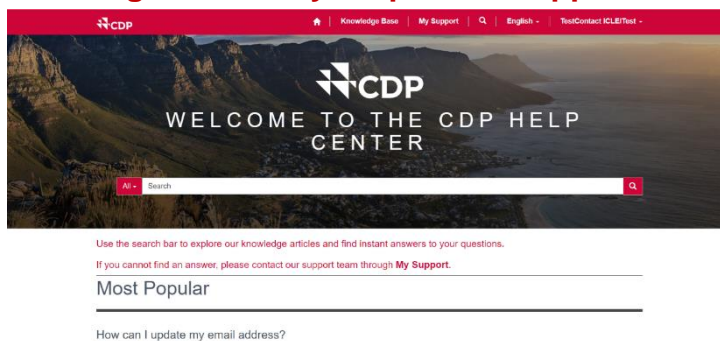 CDP
Knowledge Base | My Support | English | TestContact ICLEI/Test
CDP
WELCOME TO THE CDP HELP
CENTER
All Search
Use the search bar to explore our knowledge articles and find instant answers to your questions.
If you cannot find an answer, please contact our support team through My Support.
Most Popular
How can I update my email address?